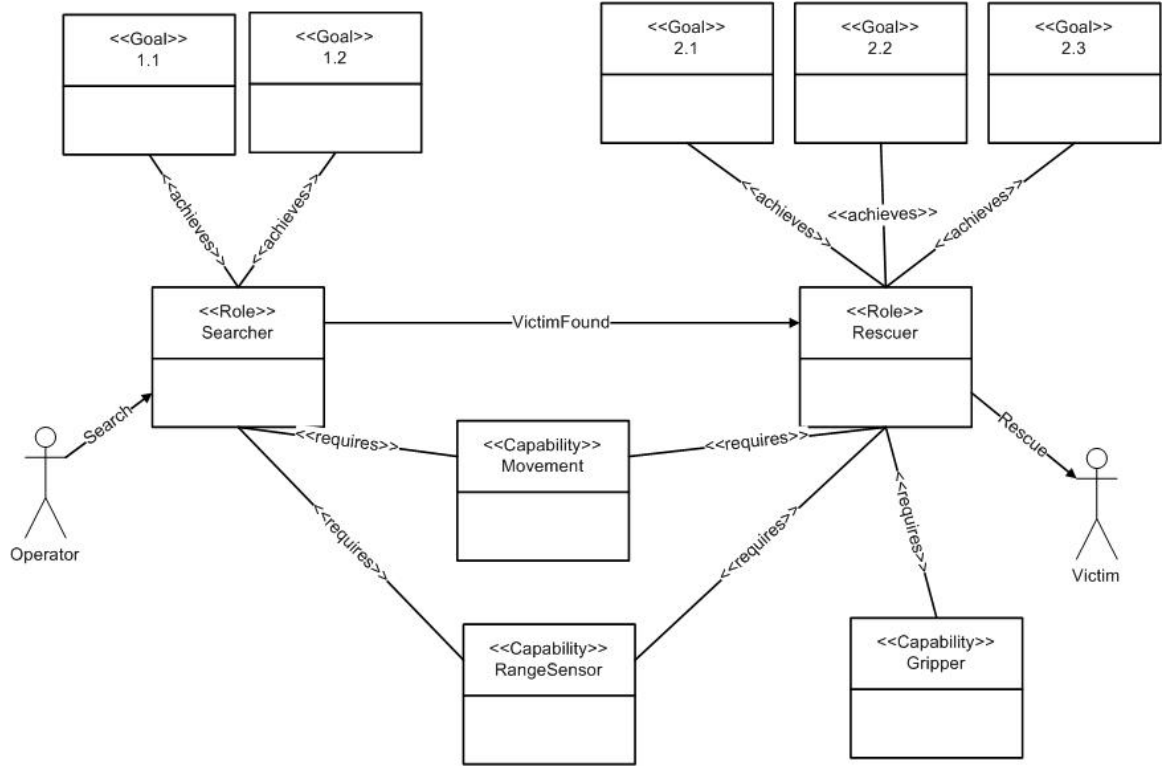 <<Goal>>
1.1
<<Goal>>
1.2
<<Goal>>
2.1
<<Goal>>
2.2
<<Goal>>
2.3
<<achieves>>
<<achieves>>
<<achieves>>
<<achieves>>
<<achieves>>
<<Role>>
Searcher
VictimFound
<<Role>>
Rescuer
Search
Operator
<<requires>>
<<Capability>>
Movement
<<requires>>
Rescue
Victim
<<requires>>
<<requires>>
<<requires>>
<<Capability>>
RangeSensor
<<Capability>>
Gripper